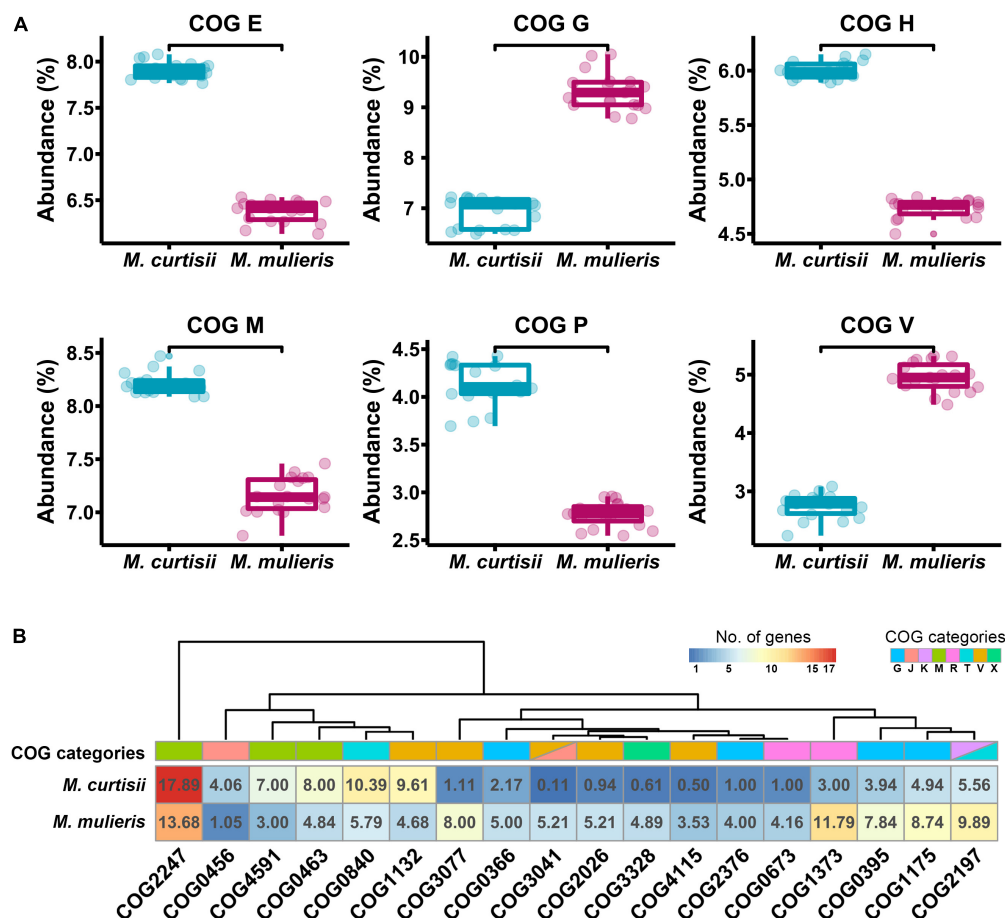 A
COG E COG G COG H
Abundance (%) 8.0 7.5 7.0 6.5
Abundance (%) 10 9 8 7
Abundance (%) 6.0 5.5 5.0 4.5
M. curtisii M. mulieris M. curtisii M. mulieris M. curtisii M. mulieris
COG M COG P COG V
Abundance (%) 8.5 8.0 7.5 7.0
Abundance (%) 4.5 4.0 3.5 3.0 2.5
Abundance (%) 5 4 3
M. curtisii M. mulieris M. curtisii M. mulieris M. curtisii M. mulieris
B
No. of genes
1 5 10 15 17
COG categories
G J K M R T V X
COG categories
M. curtisii 17.89 4.06 7.00 8.00 10.39 9.61 1.11 2.17 0.11 0.94 0.61 0.50 1.00 1.00 3.00 3.94 4.94 5.56
M. mulieris 13.68 1.05 3.00 4.84 5.79 4.68 8.00 5.00 5.21 5.21 4.89 3.53 4.00 4.16 11.79 7.84 8.74 9.89
COG2247 COG0456 COG4591 COG0463 COG0840 COG1132 COG3077 COG0366 COG3041 COG2026 COG3328 COG4115 COG2376 COG0673 COG1373 COG0395 COG1175 COG2197